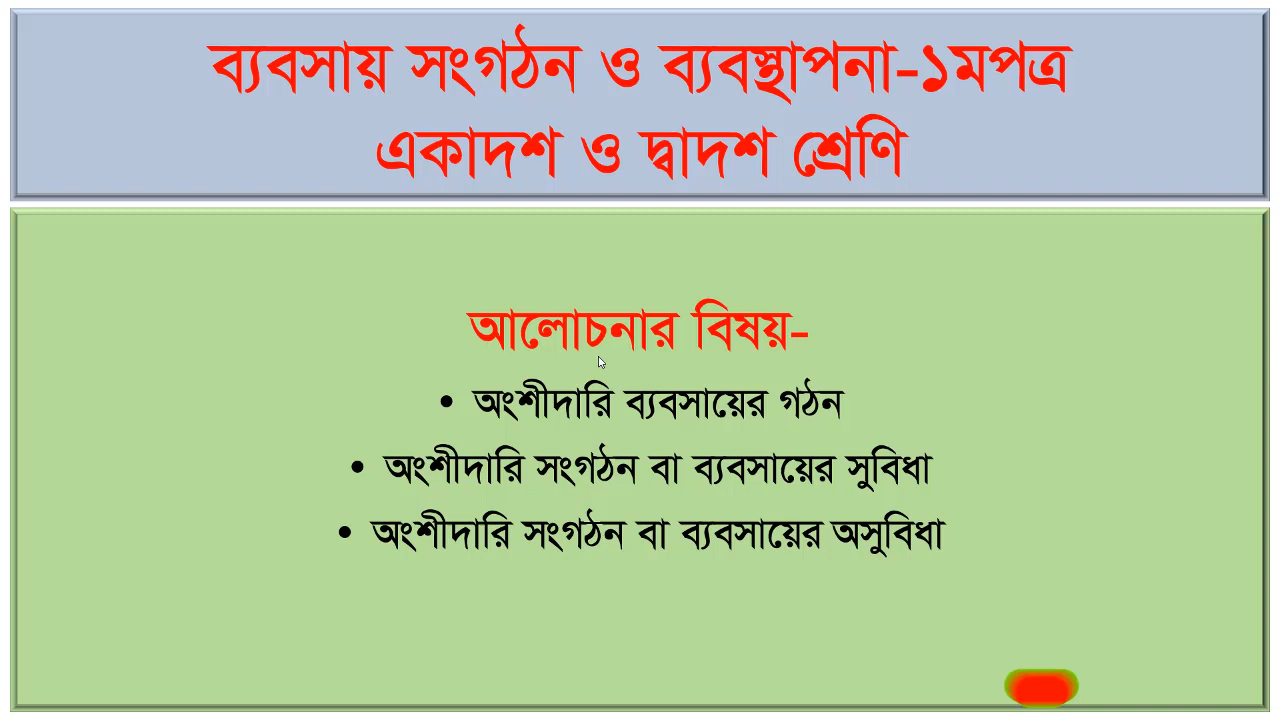 ব্যবসায় সংগঠন ও ব্যবস্থাপনা-১মপত্র
একাদশ ও দ্বাদশ শ্রেণি
আলোচনার বিষয়-
• অংশীদারি ব্যবসায়ের গঠন
• অংশীদারি সংগঠন বা ব্যবসায়ের সুবিধা
• অংশীদারি সংগঠন বা ব্যবসায়ের অসুবিধা